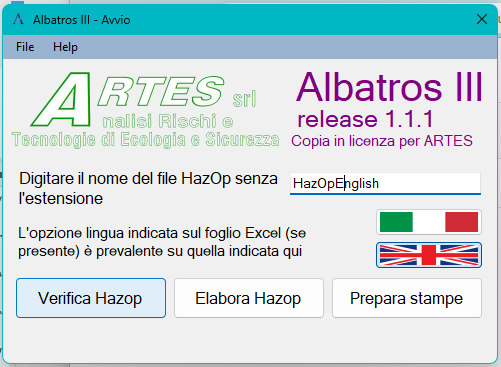 Albatros III - Avvio
File Help
ARTES srl
nalisi Rischi e
Tecnologie di Ecologia e Sicurezza
Albatros III
release 1.1.1
Copia in licenza per ARTES
Digitare il nome del file HazOp senza
l'estensione
HazOpEnglish
L'opzione lingua indicata sul foglio Excel (se
presente) è prevalente su quella indicata qui
Verifica Hazop Elabora Hazop Prepara stampe